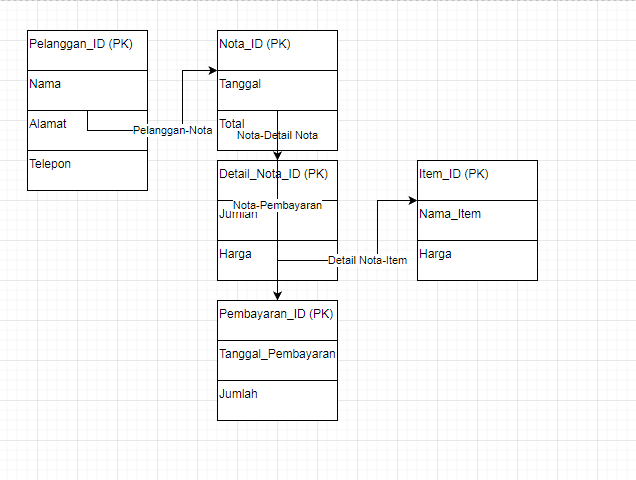 Pelanggan_ID (PK)
Nama
Alamat
Telepon
Pelanggan-Nota
Nota_ID (PK)
Tanggal
Total
Nota-Detail Nota
Detail_Nota_ID (PK)
Nota-Pembayaran
Jumlah
Harga
Detail Nota-Item
Item_ID (PK)
Nama_Item
Harga
Pembayaran_ID (PK)
Tanggal_Pembayaran
Jumlah